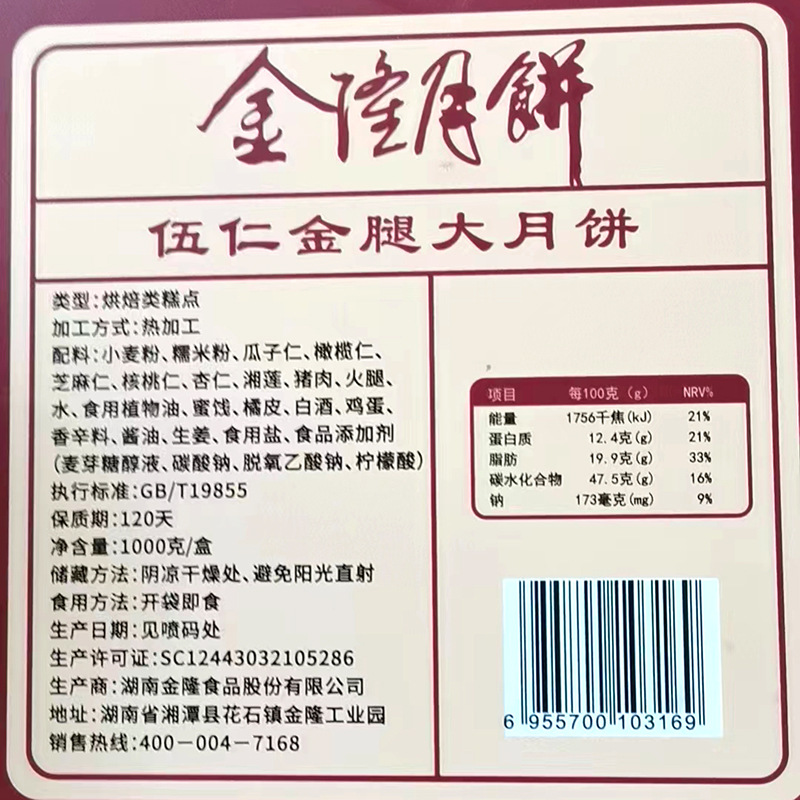 金隆月餅
伍仁金腿大月饼
类型:烘焙类糕点
加工方式:热加工
配料:小麦粉、糯米粉、瓜子仁、橄榄仁、
芝麻仁、核桃仁、杏仁、湘莲、猪肉、火腿、
水、食用植物油、蜜饯、橘皮、白酒、鸡蛋、
香辛料、酱油、生姜、食用盐、食品添加剂
(麦芽糖醇液、碳酸钠、脱氧乙酸钠、柠檬酸)
执行标准:GB/T19855
保质期:120天
净含量:1000克/盒
储藏方法:阴凉干燥处、避免阳光直射
食用方法:开袋即食
生产日期:见喷码处
生产许可证:SC12443032105286
生产商:湖南金隆食品股份有限公司
地址:湖南省湘潭县花石镇金隆工业园
销售热线:400-004-7168
项目 每100克(g) NRV%
能量 1756千焦(kJ) 21%
蛋白质 12.4克(g) 21%
脂肪 19.9克(g) 33%
碳水化合物 47.5克(g) 16%
钠 173毫克(mg) 9%
6 955700 103169